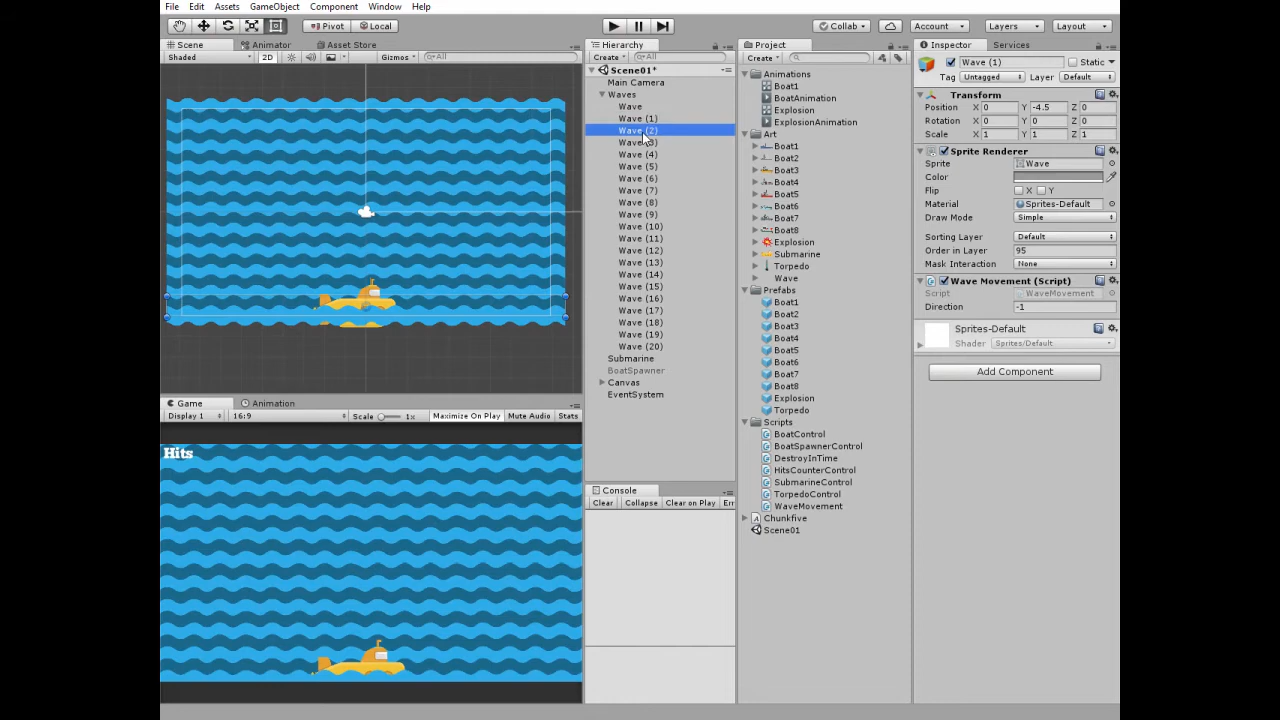 File Edit Assets GameObject Component Window Help
Pivot Local Collab Account Layers Layout
Scene Animator Asset Store
Shaded 2D Gizmos All
Hits
Game Animation
Display 1 16:9 Scale 1x Maximize On Play Mute Audio Stats
Hierarchy
Create All
Scene01*
Main Camera
Waves
Wave
Wave (1)
Wave (2)
Wave (3)
Wave (4)
Wave (5)
Wave (6)
Wave (7)
Wave (8)
Wave (9)
Wave (10)
Wave (11)
Wave (12)
Wave (13)
Wave (14)
Wave (15)
Wave (16)
Wave (17)
Wave (18)
Wave (19)
Wave (20)
Submarine
BoatSpawner
Canvas
EventSystem
Console
Clear Collapse Clear on Play Err
Project
Create
Animations
Boat1
BoatAnimation
Explosion
ExplosionAnimation
Art
Boat1
Boat2
Boat3
Boat4
Boat5
Boat6
Boat7
Boat8
Explosion
Submarine
Torpedo
Wave
Prefabs
Boat1
Boat2
Boat3
Boat4
Boat5
Boat6
Boat7
Boat8
Explosion
Torpedo
Scripts
BoatControl
BoatSpawnerControl
DestroyInTime
HitsCounterControl
SubmarineControl
TorpedoControl
WaveMovement
Chunkfive
Scene01
Inspector Services
Wave (1) Static
Tag Untagged Layer Default
Transform
Position X 0 Y -4.5 Z 0
Rotation X 0 Y 0 Z 0
Scale X 1 Y 1 Z 1
Sprite Renderer
Sprite Wave
Color
Flip X Y
Material Sprites-Default
Draw Mode Simple
Sorting Layer Default
Order in Layer 95
Mask Interaction None
Wave Movement (Script)
Script WaveMovement
Direction -1
Sprites-Default
Shader Sprites/Default
Add Component